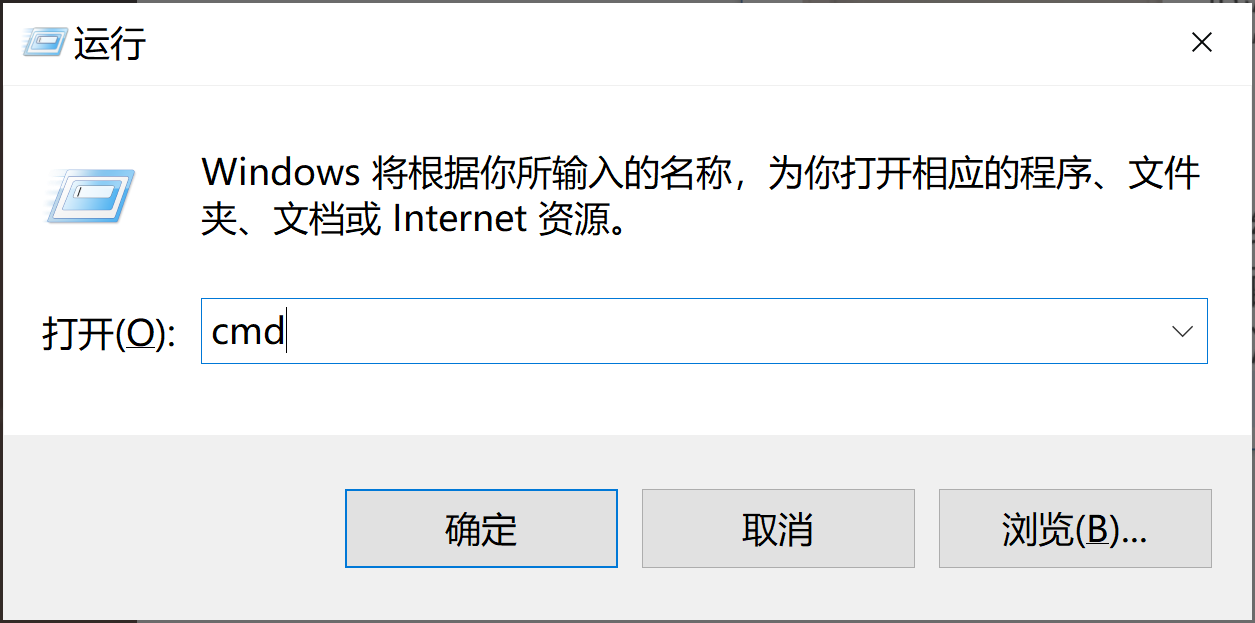 运行
Windows 将根据你所输入的名称，为你打开相应的程序、文件
夹、文档或 Internet 资源。
打开(O):
cmd
确定
取消
浏览(B)...